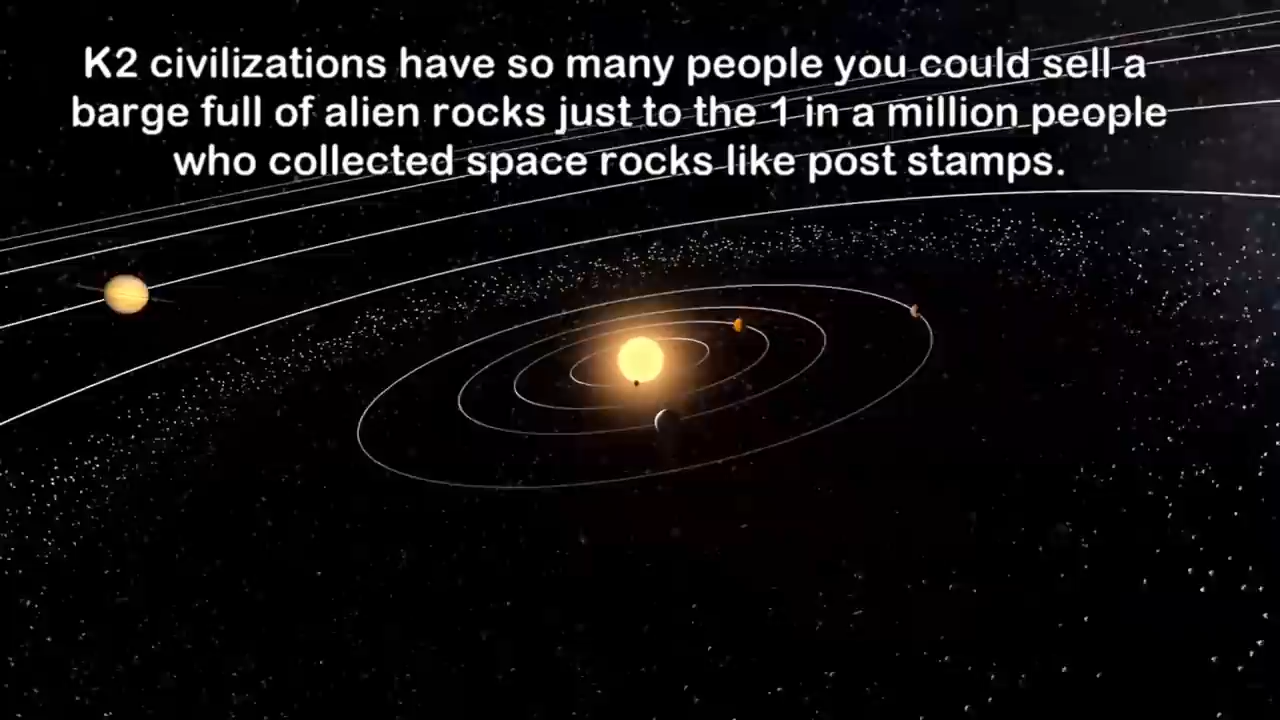 K2 civilizations have so many people you could sell a
barge full of alien rocks just to the 1 in a million people
who collected space rocks like post stamps.